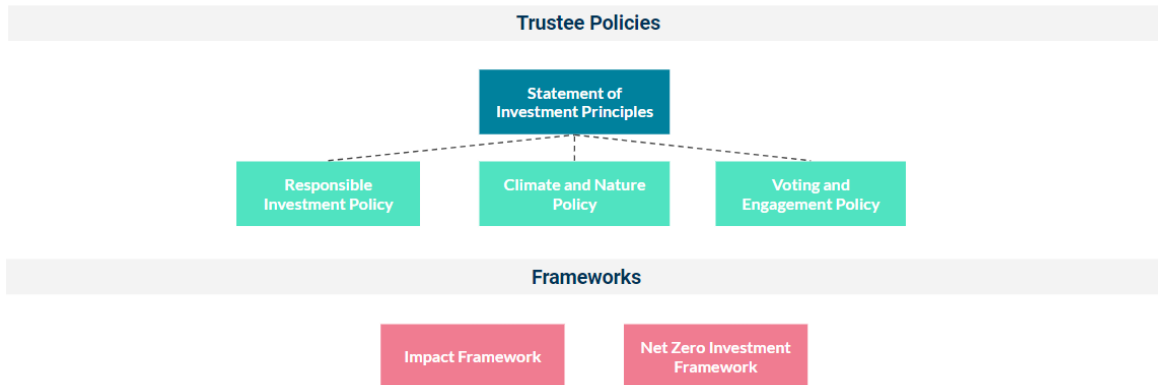 Trustee Policies
Statement of
Investment Principles
Responsible
Investment Policy
Climate and Nature
Policy
Voting and
Engagement Policy
Frameworks
Impact Framework
Net Zero Investment
Framework